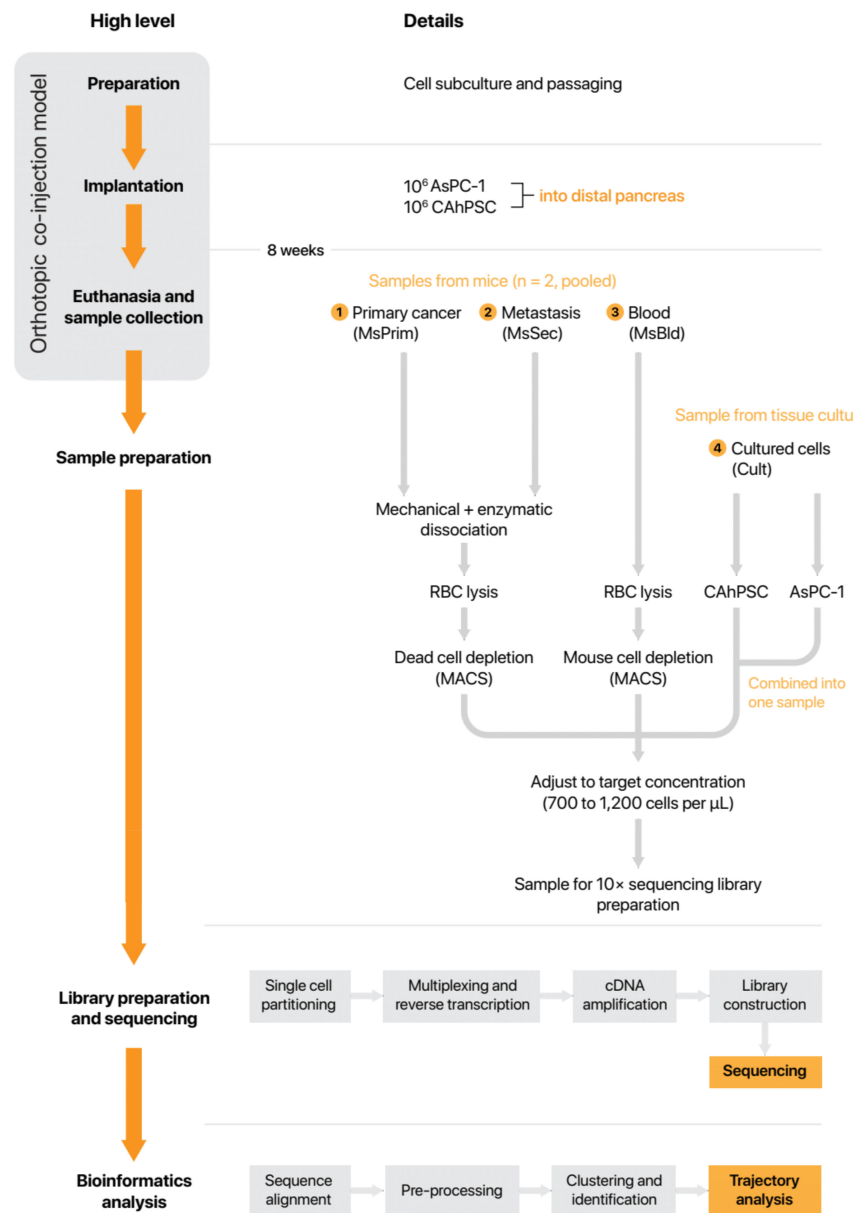 High level
Details
Orthotopic co-injection model
Preparation
Cell subculture and passaging
Implantation
10⁶ AsPC-1
10⁶ CAhPSC
into distal pancreas
8 weeks
Euthanasia and
sample collection
Samples from mice (n = 2, pooled)
1 Primary cancer
(MsPrim)
2 Metastasis
(MsSec)
3 Blood
(MsBld)
Sample from tissue cultu
4 Cultured cells
(Cult)
Sample preparation
Mechanical + enzymatic
dissociation
RBC lysis
RBC lysis
CAhPSC
AsPC-1
Dead cell depletion
(MACS)
Mouse cell depletion
(MACS)
Combined into
one sample
Adjust to target concentration
(700 to 1,200 cells per µL)
Sample for 10× sequencing library
preparation
Library preparation
and sequencing
Single cell
partitioning
Multiplexing and
reverse transcription
cDNA
amplification
Library
construction
Sequencing
Bioinformatics
analysis
Sequence
alignment
Pre-processing
Clustering and
identification
Trajectory
analysis